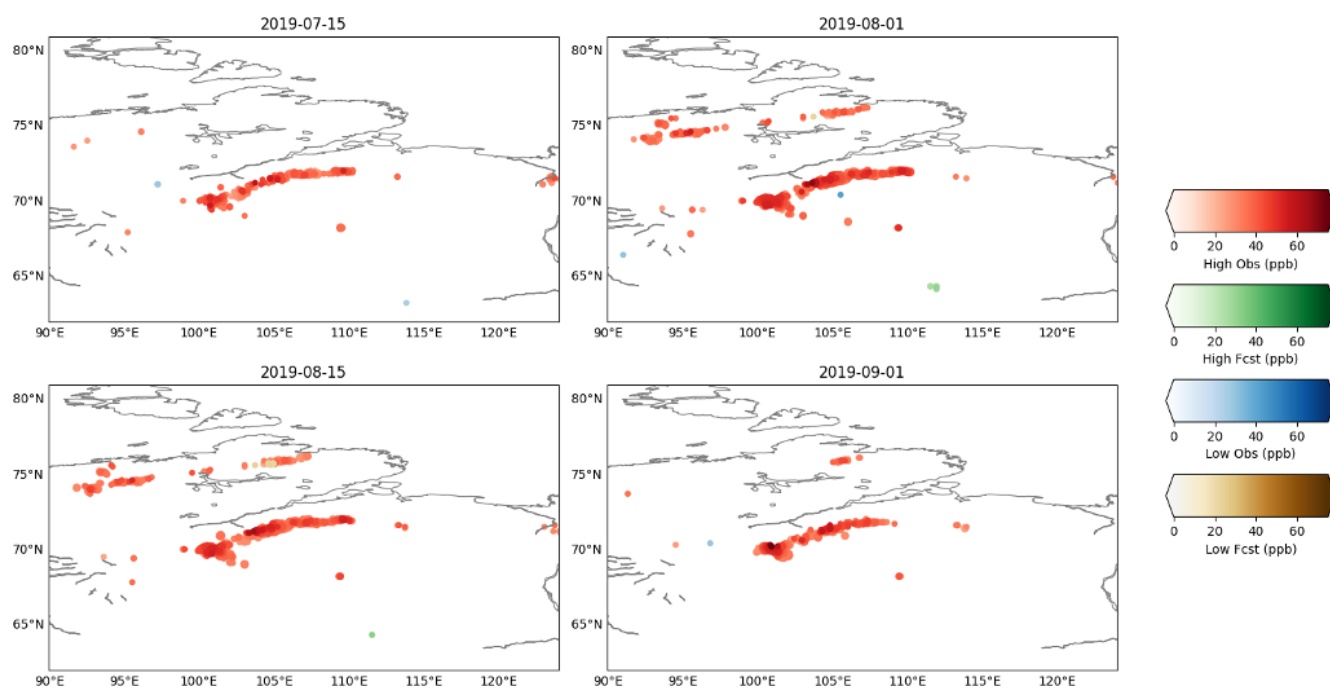 2019-07-15
2019-08-01
80°N
75°N
70°N
65°N
90°E 95°E 100°E 105°E 110°E 115°E 120°E
80°N
75°N
70°N
65°N
90°E 95°E 100°E 105°E 110°E 115°E 120°E
2019-08-15
2019-09-01
80°N
75°N
70°N
65°N
90°E 95°E 100°E 105°E 110°E 115°E 120°E
80°N
75°N
70°N
65°N
90°E 95°E 100°E 105°E 110°E 115°E 120°E
0 20 40 60
High Obs (ppb)
0 20 40 60
High Fcst (ppb)
0 20 40 60
Low Obs (ppb)
0 20 40 60
Low Fcst (ppb)